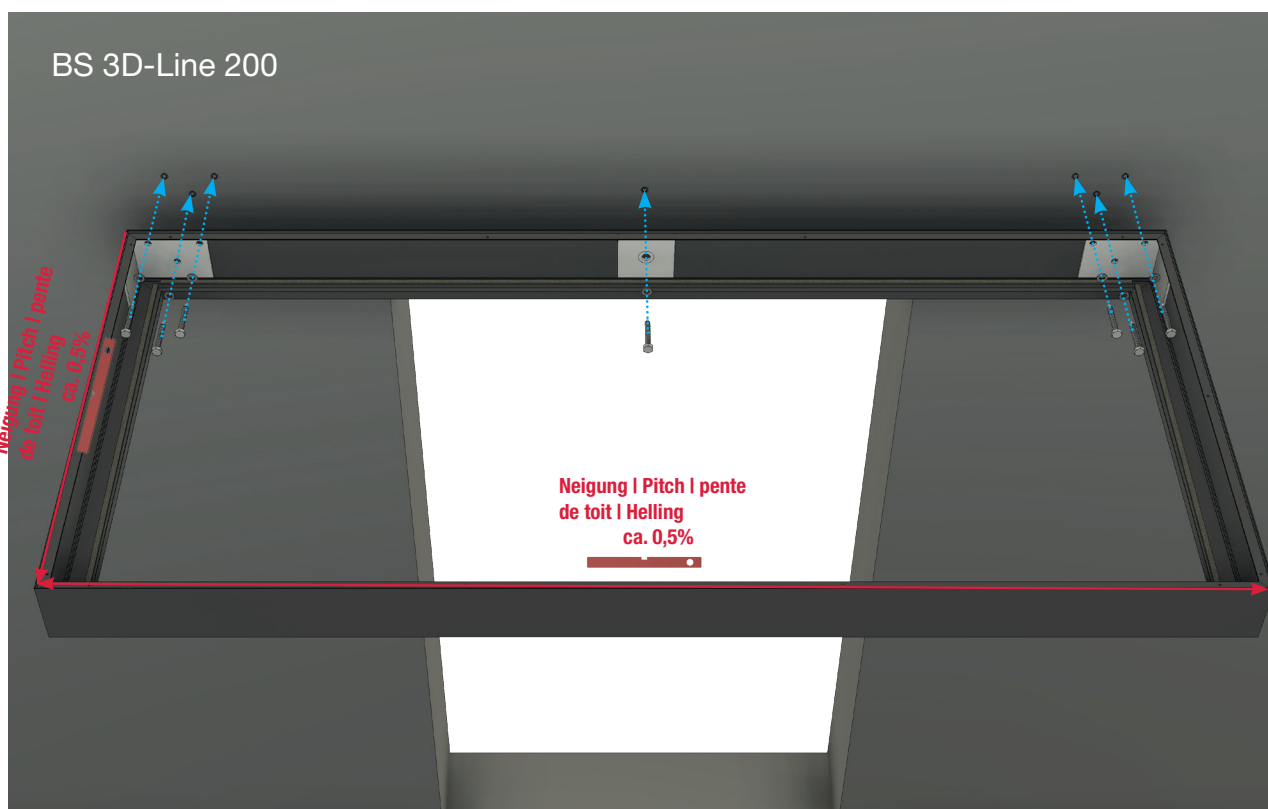 BS 3D-Line 200
Neigung | Pitch | pente
de toit | Helling
ca. 0,5%
Neigung | Pitch | pente
de toit | Helling
ca. 0,5%